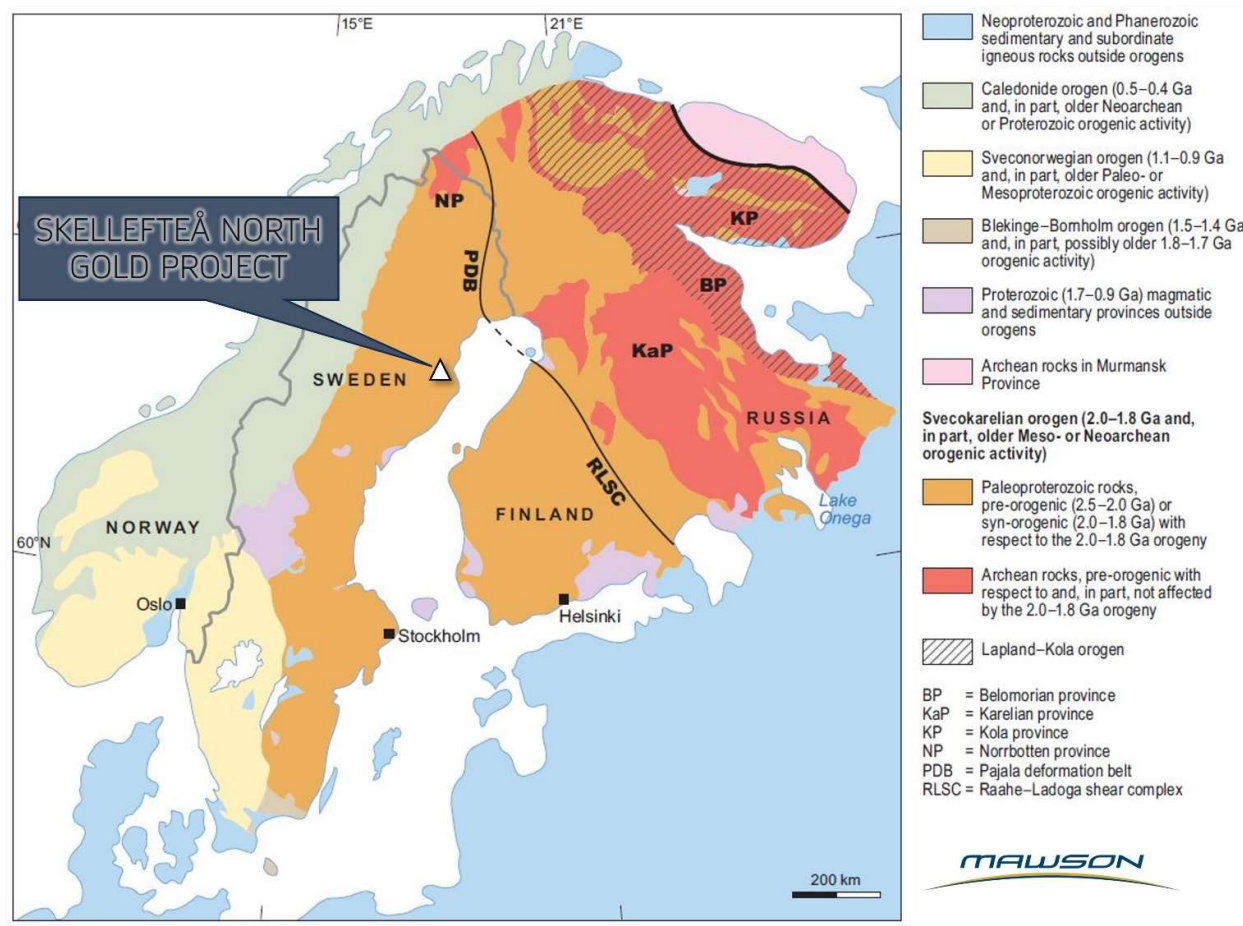 15°E
21°E
NP
KP
SKELLEFTEÅ NORTH
GOLD PROJECT
PDB
BP
KaP
SWEDEN
RUSSIA
RLSC
Lake
Onega
FINLAND
NORWAY
60°N
Oslo
Helsinki
Stockholm
200 km
Neoproterozoic and Phanerozoic
sedimentary and subordinate
igneous rocks outside orogens
Caledonide orogen (0.5–0.4 Ga
and, in part, older Neoarchean
or Proterozoic orogenic activity)
Sveconorwegian orogen (1.1–0.9 Ga
and, in part, older Paleo- or
Mesoproterozoic orogenic activity)
Blekinge–Bornholm orogen (1.5–1.4 Ga
and, in part, possibly older 1.8–1.7 Ga
orogenic activity)
Proterozoic (1.7–0.9 Ga) magmatic
and sedimentary provinces outside
orogens
Archean rocks in Murmansk
Province
Svecokarelian orogen (2.0–1.8 Ga and,
in part, older Meso- or Neoarchean
orogenic activity)
Paleoproterozoic rocks,
pre-orogenic (2.5–2.0 Ga) or
syn-orogenic (2.0–1.8 Ga) with
respect to the 2.0–1.8 Ga orogeny
Archean rocks, pre-orogenic with
respect to and, in part, not affected
by the 2.0–1.8 Ga orogeny
Lapland–Kola orogen
BP = Belomorian province
KaP = Karelian province
KP = Kola province
NP = Norrbotten province
PDB = Pajala deformation belt
RLSC = Raahe–Ladoga shear complex
MAWSON